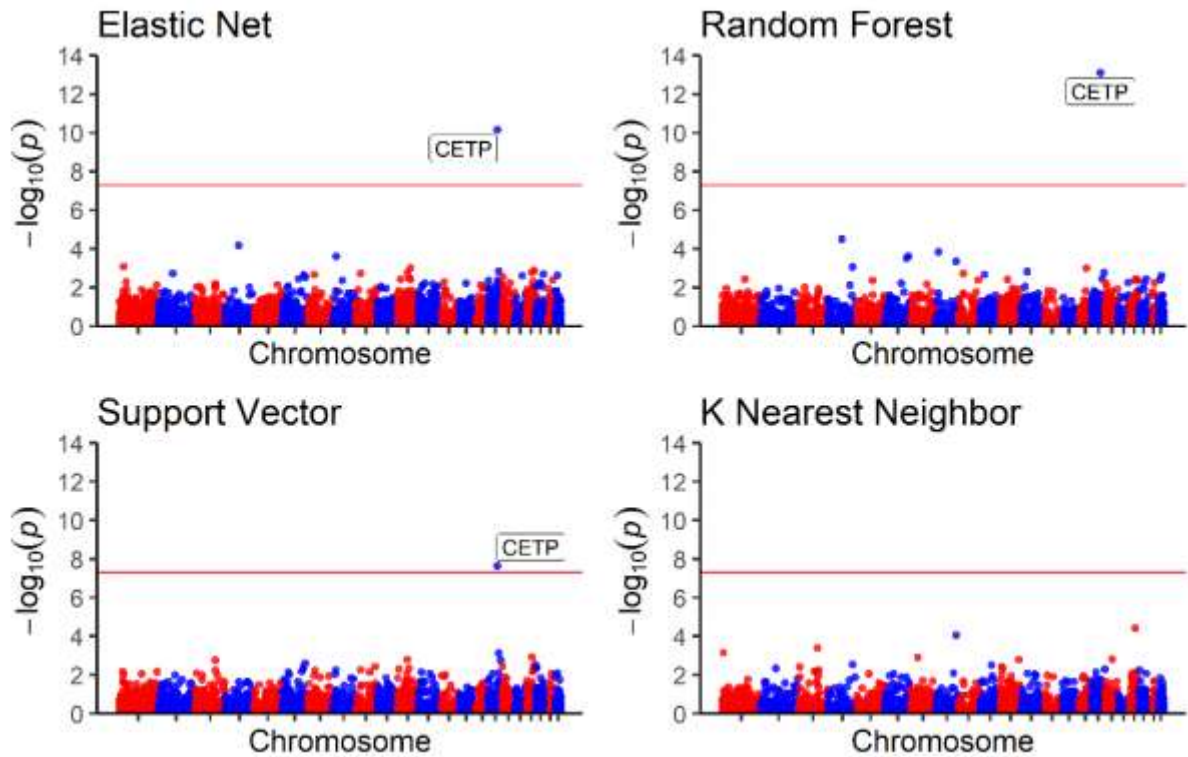 Elastic Net
14
12
10
8
6
4
2
0
−log10(p)
CETP
Chromosome
Random Forest
14
12
10
8
6
4
2
0
−log10(p)
CETP
Chromosome
Support Vector
14
12
10
8
6
4
2
0
−log10(p)
CETP
Chromosome
K Nearest Neighbor
14
12
10
8
6
4
2
0
−log10(p)
Chromosome